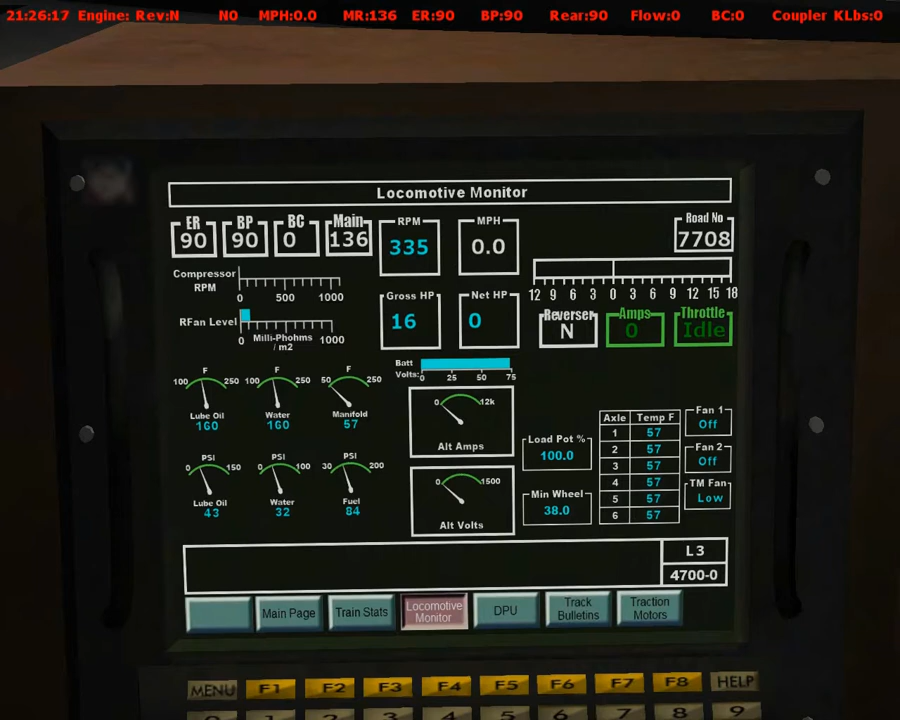 21:26:17 Engine: Rev:N N0 MPH:0.0 MR:136 ER:90 BP:90 Rear:90 Flow:0 BC:0 Coupler KLbs:0
Locomotive Monitor
ER BP BC Main RPM MPH Road No
90 90 0 136 335 0.0 7708
Compressor RPM
0 500 1000
12 9 6 3 0 3 6 9 12 15 18
RFan Level
0 Milli-Phohms / m2 1000
Gross HP Net HP Reverser Amps Throttle
16 0 N 0 Idle
Batt Volts:
0 25 50 75
F F F
100 250 100 250 50 250
Lube Oil Water Manifold
160 160 57
0 12k
Alt Amps
PSI PSI PSI
0 150 0 100 30 200
Lube Oil Water Fuel
43 32 84
0 1500
Alt Volts
Load Pot %
100.0
Min Wheel
38.0
Axle Temp F
1 57
2 57
3 57
4 57
5 57
6 57
Fan 1
Off
Fan 2
Off
TM Fan
Low
L3
4700-0
Main Page Train Stats Locomotive Monitor DPU Track Bulletins Traction Motors
MENU F1 F2 F3 F4 F5 F6 F7 F8 HELP